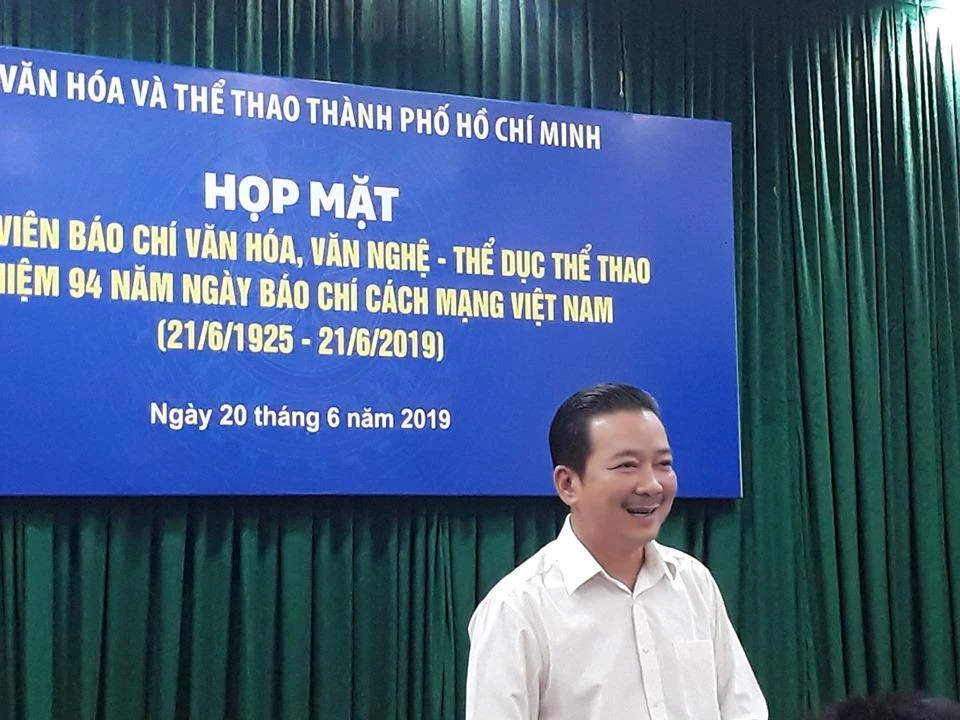 VĂN HÓA VÀ THỂ THAO THÀNH PHỐ HỒ CHÍ MINH
HỌP MẶT
VIÊN BÁO CHÍ VĂN HÓA, VĂN NGHỆ - THỂ DỤC THỂ THAO
94 NĂM NGÀY BÁO CHÍ CÁCH MẠNG VIỆT NAM
(21/6/1925 - 21/6/2019)
Ngày 20 tháng 6 năm 2019